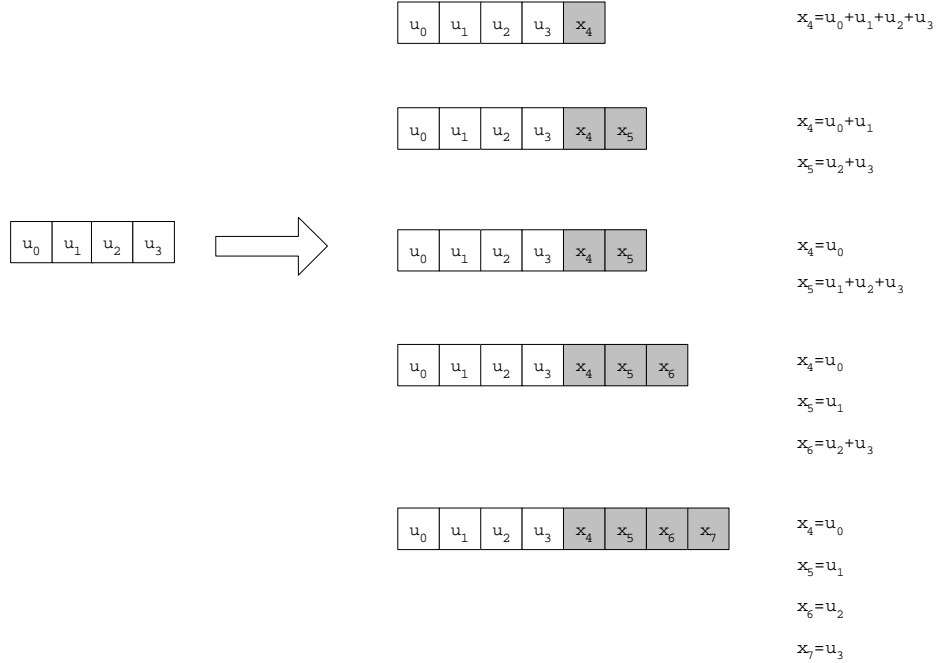 u₀ u₁ u₂ u₃ x₄ x₄=u₀+u₁+u₂+u₃
u₀ u₁ u₂ u₃ x₄ x₅ x₄=u₀+u₁
x₅=u₂+u₃
u₀ u₁ u₂ u₃
u₀ u₁ u₂ u₃ x₄ x₅ x₄=u₀
x₅=u₁+u₂+u₃
u₀ u₁ u₂ u₃ x₄ x₅ x₆ x₄=u₀
x₅=u₁
x₆=u₂+u₃
u₀ u₁ u₂ u₃ x₄ x₅ x₆ x₇ x₄=u₀
x₅=u₁
x₆=u₂
x₇=u₃